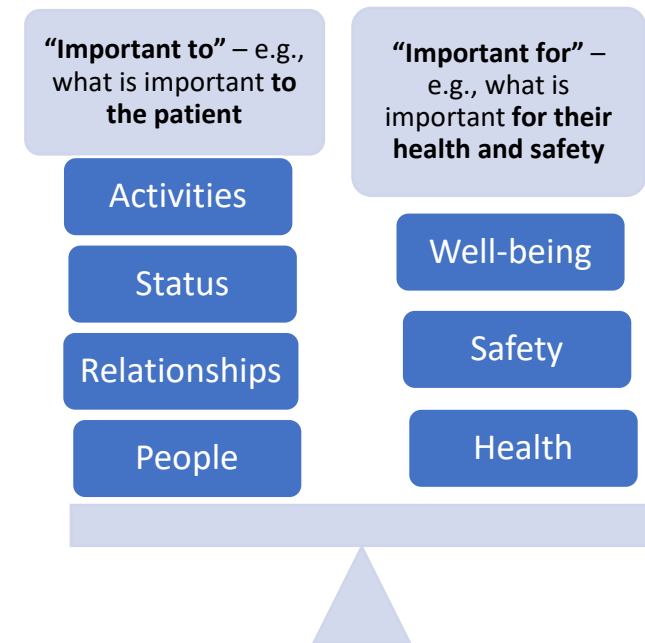 “Important to” – e.g.,
what is important to
the patient
Activities
Status
Relationships
People
“Important for” –
e.g., what is
important for their
health and safety
Well-being
Safety
Health